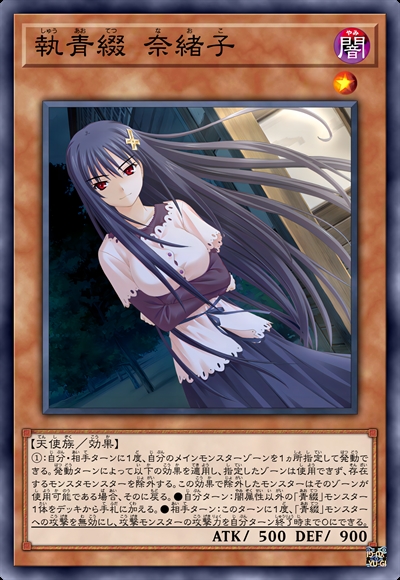 執青綴 奈緒子
闇
【天使族／効果】
①：自分・相手ターンに1度、自分のメインモンスターゾーンを1ヵ所指定して発動で
きる。発動ターンによって以下の効果を適用し、指定したゾーンは使用できず、存在
するモンスタモンスターを除外する。この効果で除外したモンスターはそのゾーンが
使用可能である場合、そのに戻る。●自分ターン：闇属性以外の「青綴」モンスター
1体をデッキから手札に加える。●相手ターン：このターンに1度、「青綴」モンスター
への攻撃を無効にし、攻撃モンスターの攻撃力を自分ターン終了時まで0にできる。
ATK/ 500 DEF/ 900